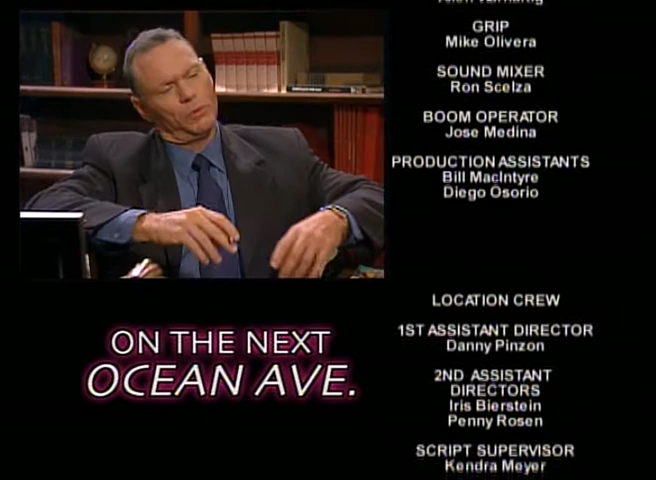 GRIP
Mike Olivera
SOUND MIXER
Ron Scelza
BOOM OPERATOR
Jose Medina
PRODUCTION ASSISTANTS
Bill MacIntyre
Diego Osorio
LOCATION CREW
1ST ASSISTANT DIRECTOR
Danny Pinzon
2ND ASSISTANT
DIRECTORS
Iris Bierstein
Penny Rosen
SCRIPT SUPERVISOR
Kendra Meyer
ON THE NEXT
OCEAN AVE.